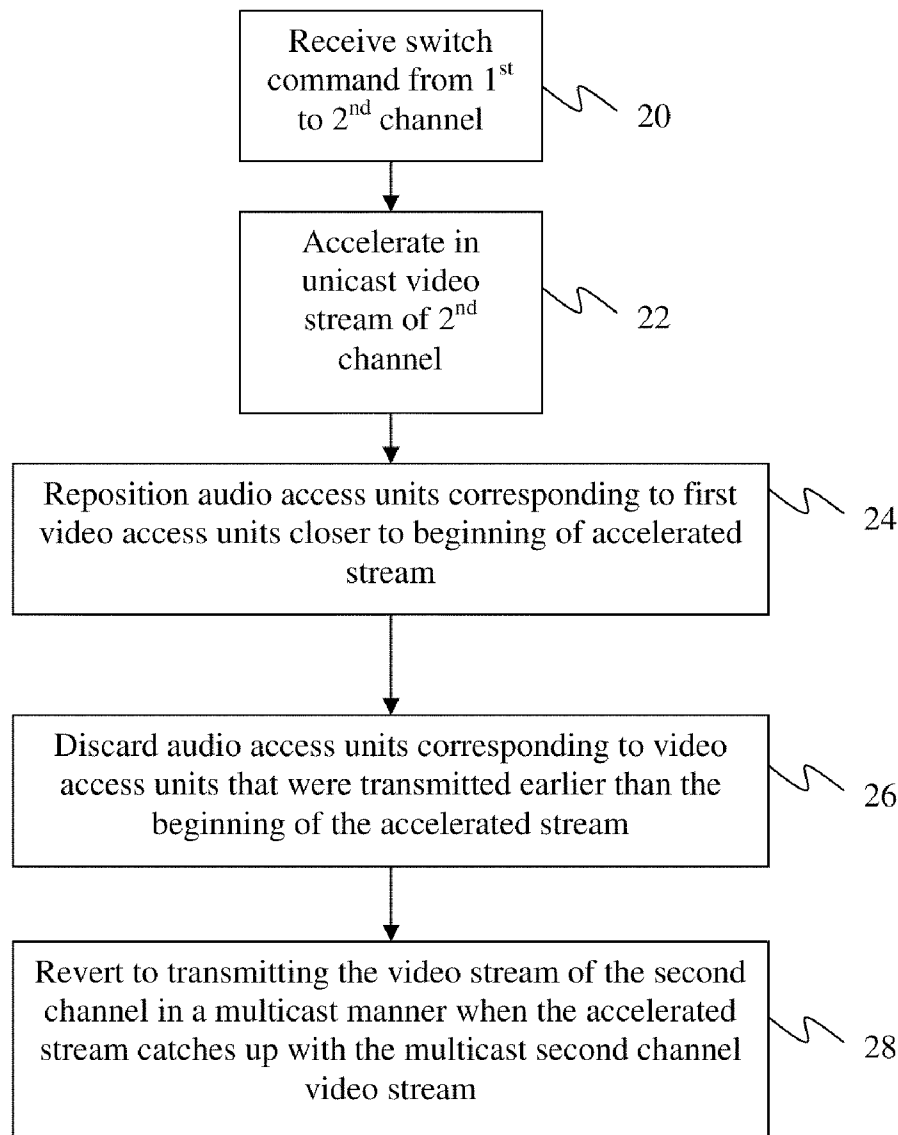 Receive switch
command from 1st
to 2nd channel
20
Accelerate in
unicast video
stream of 2nd
channel
22
Reposition audio access units corresponding to first
video access units closer to beginning of accelerated
stream
24
Discard audio access units corresponding to video
access units that were transmitted earlier than the
beginning of the accelerated stream
26
Revert to transmitting the video stream of the second
channel in a multicast manner when the accelerated
stream catches up with the multicast second channel
video stream
28